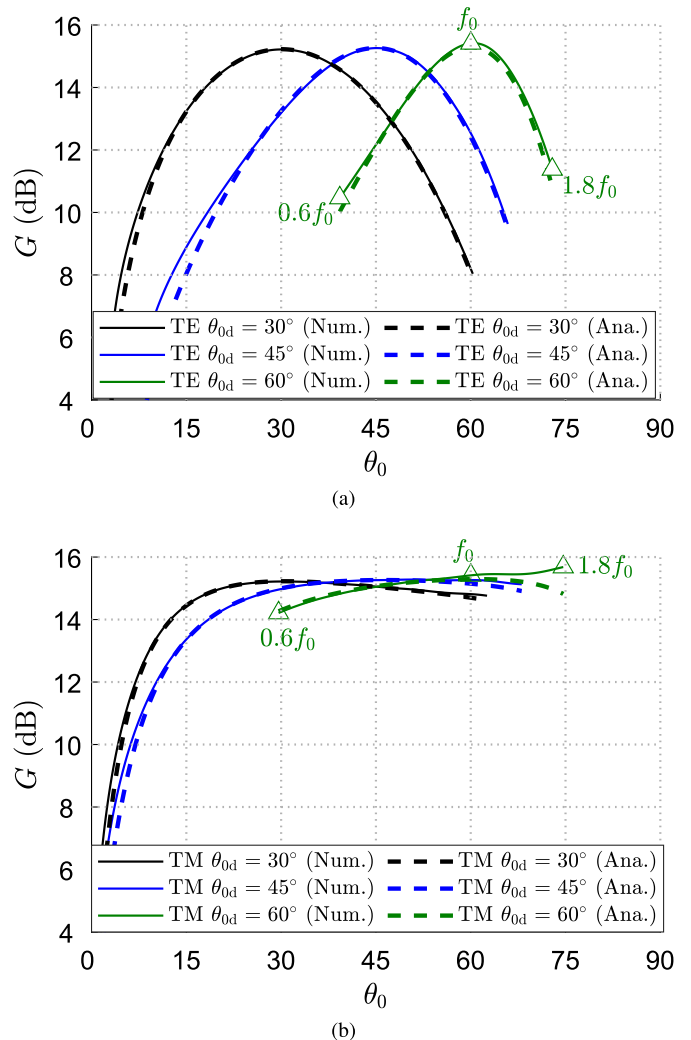 16
14
12
10
8
6
4
G (dB)
f₀
0.6f₀
1.8f₀
TE θ₀d = 30° (Num.) TE θ₀d = 30° (Ana.)
TE θ₀d = 45° (Num.) TE θ₀d = 45° (Ana.)
TE θ₀d = 60° (Num.) TE θ₀d = 60° (Ana.)
0 15 30 45 60 75 90
θ₀
(a)
16
14
12
10
8
6
4
G (dB)
f₀
1.8f₀
0.6f₀
TM θ₀d = 30° (Num.) TM θ₀d = 30° (Ana.)
TM θ₀d = 45° (Num.) TM θ₀d = 45° (Ana.)
TM θ₀d = 60° (Num.) TM θ₀d = 60° (Ana.)
0 15 30 45 60 75 90
θ₀
(b)